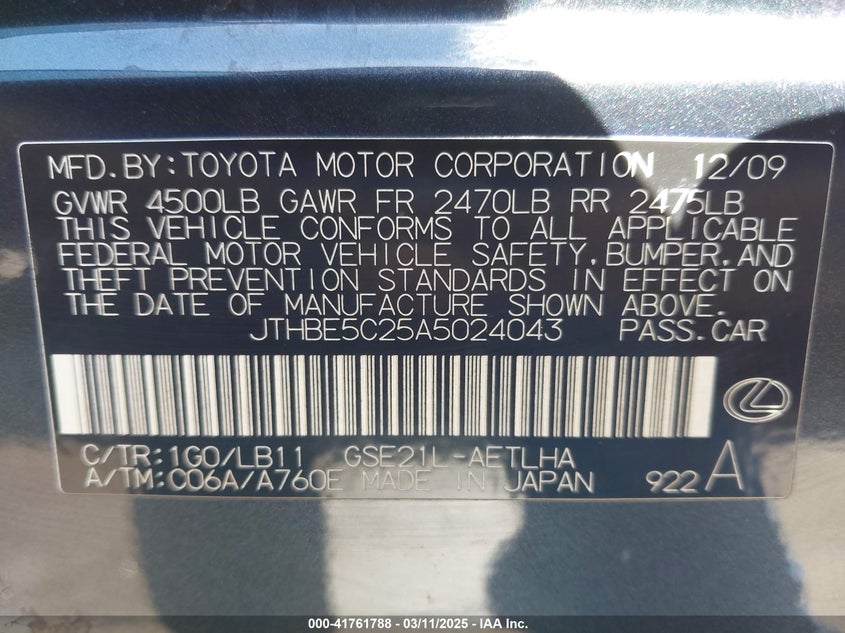 MFD.BY:TOYOTA MOTOR CORPORATION 12/09
GVWR 4500LB GAWR FR 2470LB RR 2475LB
THIS VEHICLE CONFORMS TO ALL APPLICABLE
FEDERAL MOTOR VEHICLE SAFETY,BUMPER,AND
THEFT PREVENTION STANDARDS IN EFFECT ON
THE DATE OF MANUFACTURE SHOWN ABOVE.
JTHBE5C25A5024043 PASS.CAR
C/TR:1G0/LB11 GSE21L-AETLHA
A/TM:C06A/A760E MADE IN JAPAN 922A
000-41761788 - 03/11/2025 - IAA Inc.